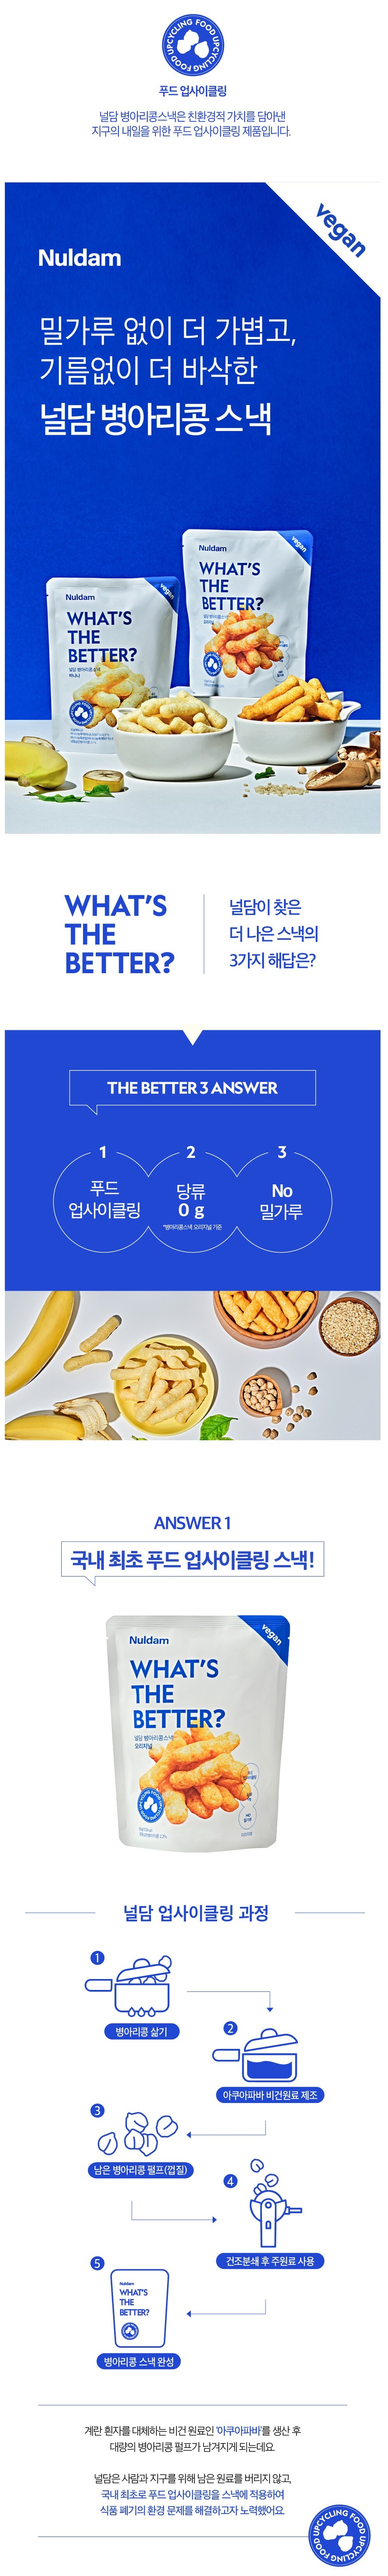 FOOD UPCYCLING FOOD UPCYCLING
푸드 업사이클링
널담 병아리콩스낵은 친환경적 가치를 담아낸
지구의 내일을 위한 푸드 업사이클링 제품입니다.
vegan
Nuldam
밀가루 없이 더 가볍고,
기름없이 더 바삭한
널담 병아리콩 스낵
Nuldam
vegan
WHAT'S
THE
BETTER?
Nuldam
vegan
WHAT'S
THE
BETTER?
널담 병아리콩스낵
바나나
WHAT'S
THE
BETTER?
널담이 찾은
더 나은 스낵의
3가지 해답은?
THE BETTER 3 ANSWER
1
푸드
업사이클링
2
당류
0 g
*병아리콩스낵 오리지널 기준
3
No
밀가루
ANSWER 1
국내 최초 푸드 업사이클링 스낵!
Nuldam
vegan
WHAT'S
THE
BETTER?
널담 병아리콩스낵
오리지널
널담 업사이클링 과정
1
병아리콩 삶기
2
아쿠아파바 비건원료 제조
3
남은 병아리콩 펄프(껍질)
4
건조분쇄 후 주원료 사용
5
Nuldam
WHAT'S
THE
BETTER?
병아리콩 스낵 완성
계란 흰자를 대체하는 비건 원료인 '아쿠아파바'를 생산 후
대량의 병아리콩 펄프가 남겨지게 되는데요.
널담은 사람과 지구를 위해 남은 원료를 버리지 않고,
국내 최초로 푸드 업사이클링을 스낵에 적용하여
식품 폐기의 환경 문제를 해결하고자 노력했어요.
FOOD UPCYCLING FOOD UPCYCLING